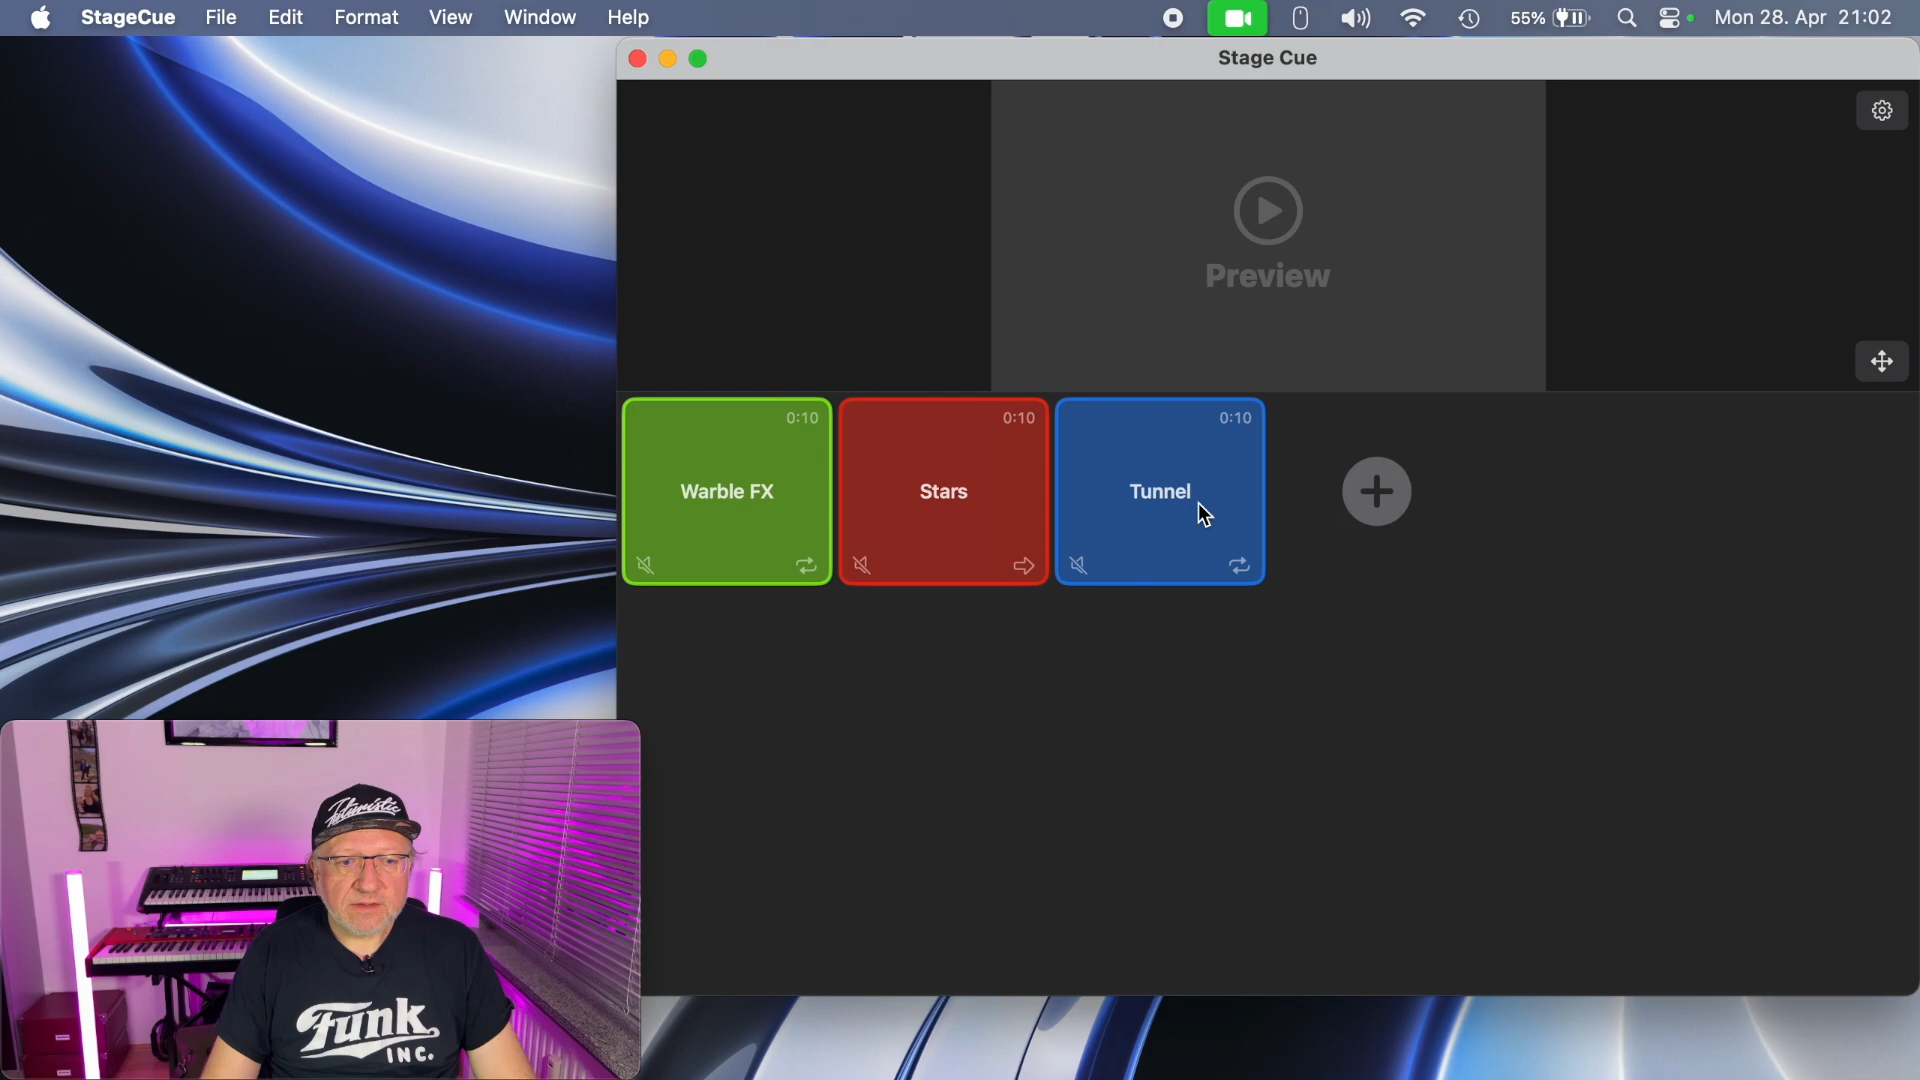 StageCue File Edit Format View Window Help 55% Mon 28. Apr 21:02
Stage Cue
Preview
0:10 0:10 0:10
Warble FX Stars Tunnel
Futuristic
Funk
INC.